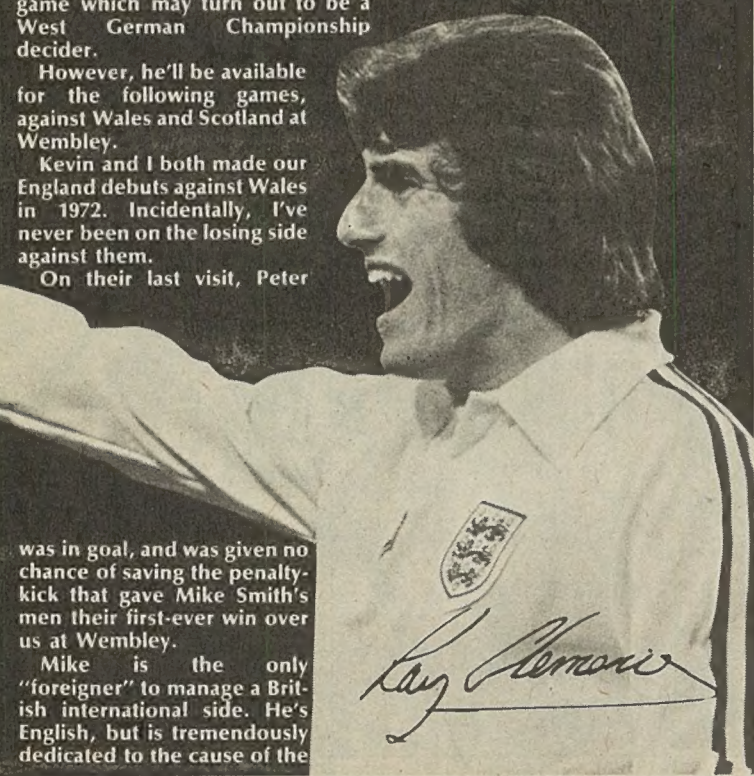 game which may turn out to be a
West German Championship
decider.
However, he'll be available
for the following games,
against Wales and Scotland at
Wembley.
Kevin and I both made our
England debuts against Wales
in 1972. Incidentally, I've
never been on the losing side
against them.
On their last visit, Peter
was in goal, and was given no
chance of saving the penalty-
kick that gave Mike Smith's
men their first-ever win over
us at Wembley.
Mike is the only
"foreigner" to manage a Brit-
ish international side. He's
English, but is tremendously
dedicated to the cause of the
Ray Clemence